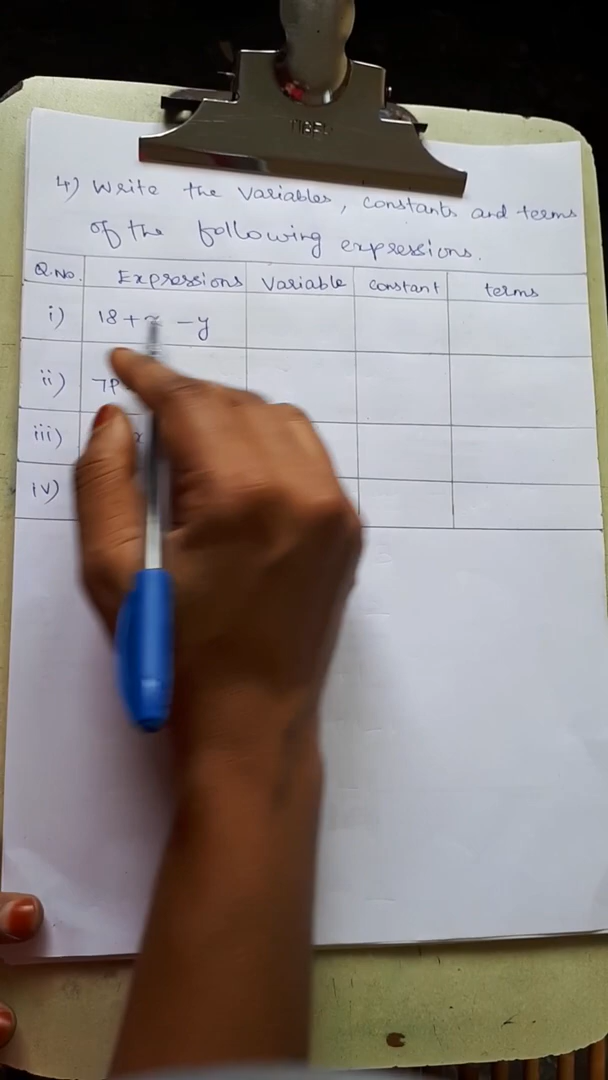 4) Write the Variables, constants and terms
of the following expressions.
Q.No. Expressions Variable constant terms
i) 18 + x - y
ii) 7P
iii) x
iv)